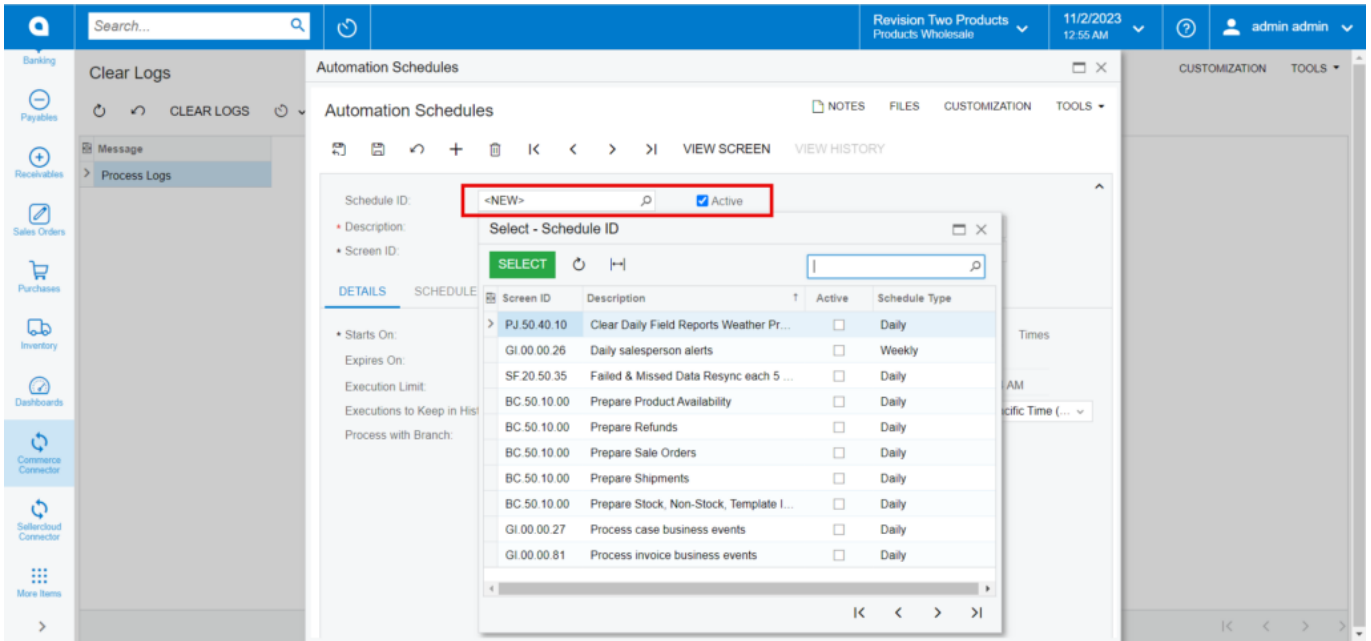 Search...
Revision Two Products
Products Wholesale
11/2/2023
12:55 AM
admin admin
Banking
Payables
Receivables
Sales Orders
Purchases
Inventory
Dashboards
Commerce
Connector
Sellercloud
Connector
More Items
Clear Logs
CLEAR LOGS
Message
Process Logs
CUSTOMIZATION TOOLS
Automation Schedules
Automation Schedules
NOTES FILES CUSTOMIZATION TOOLS
VIEW SCREEN VIEW HISTORY
Schedule ID: <NEW> Active
* Description:
* Screen ID:
DETAILS SCHEDULE
* Starts On:
Expires On:
Execution Limit:
Executions to Keep in Hist
Process with Branch:
Times
AM
cific Time (...
Select - Schedule ID
SELECT
Screen ID Description Active Schedule Type
PJ.50.40.10 Clear Daily Field Reports Weather Pr... Daily
GI.00.00.26 Daily salesperson alerts Weekly
SF.20.50.35 Failed & Missed Data Resync each 5 ... Daily
BC.50.10.00 Prepare Product Availability Daily
BC.50.10.00 Prepare Refunds Daily
BC.50.10.00 Prepare Sale Orders Daily
BC.50.10.00 Prepare Shipments Daily
BC.50.10.00 Prepare Stock, Non-Stock, Template I... Daily
GI.00.00.27 Process case business events Daily
GI.00.00.81 Process invoice business events Daily